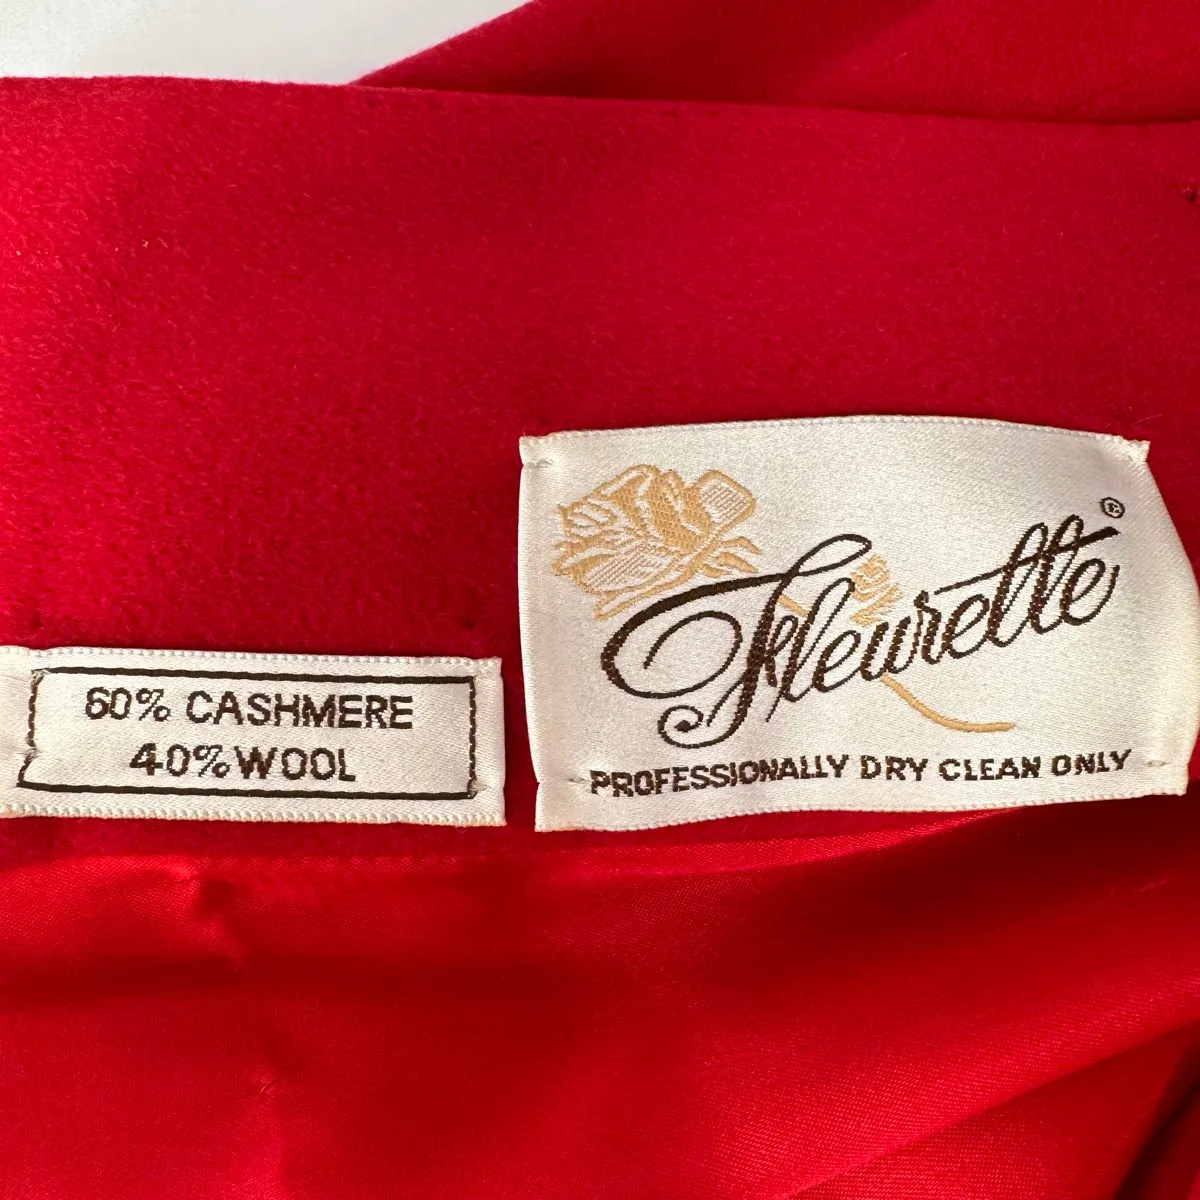 60% CASHMERE
40% WOOL
Fleurette®
PROFESSIONALLY DRY CLEAN ONLY